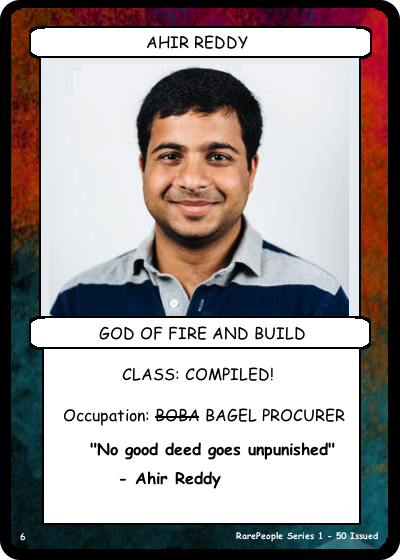 AHIR REDDY
GOD OF FIRE AND BUILD
CLASS: COMPILED!
Occupation: BOBA BAGEL PROCURER
"No good deed goes unpunished"
- Ahir Reddy
6
RarePeople Series 1 - 50 Issued